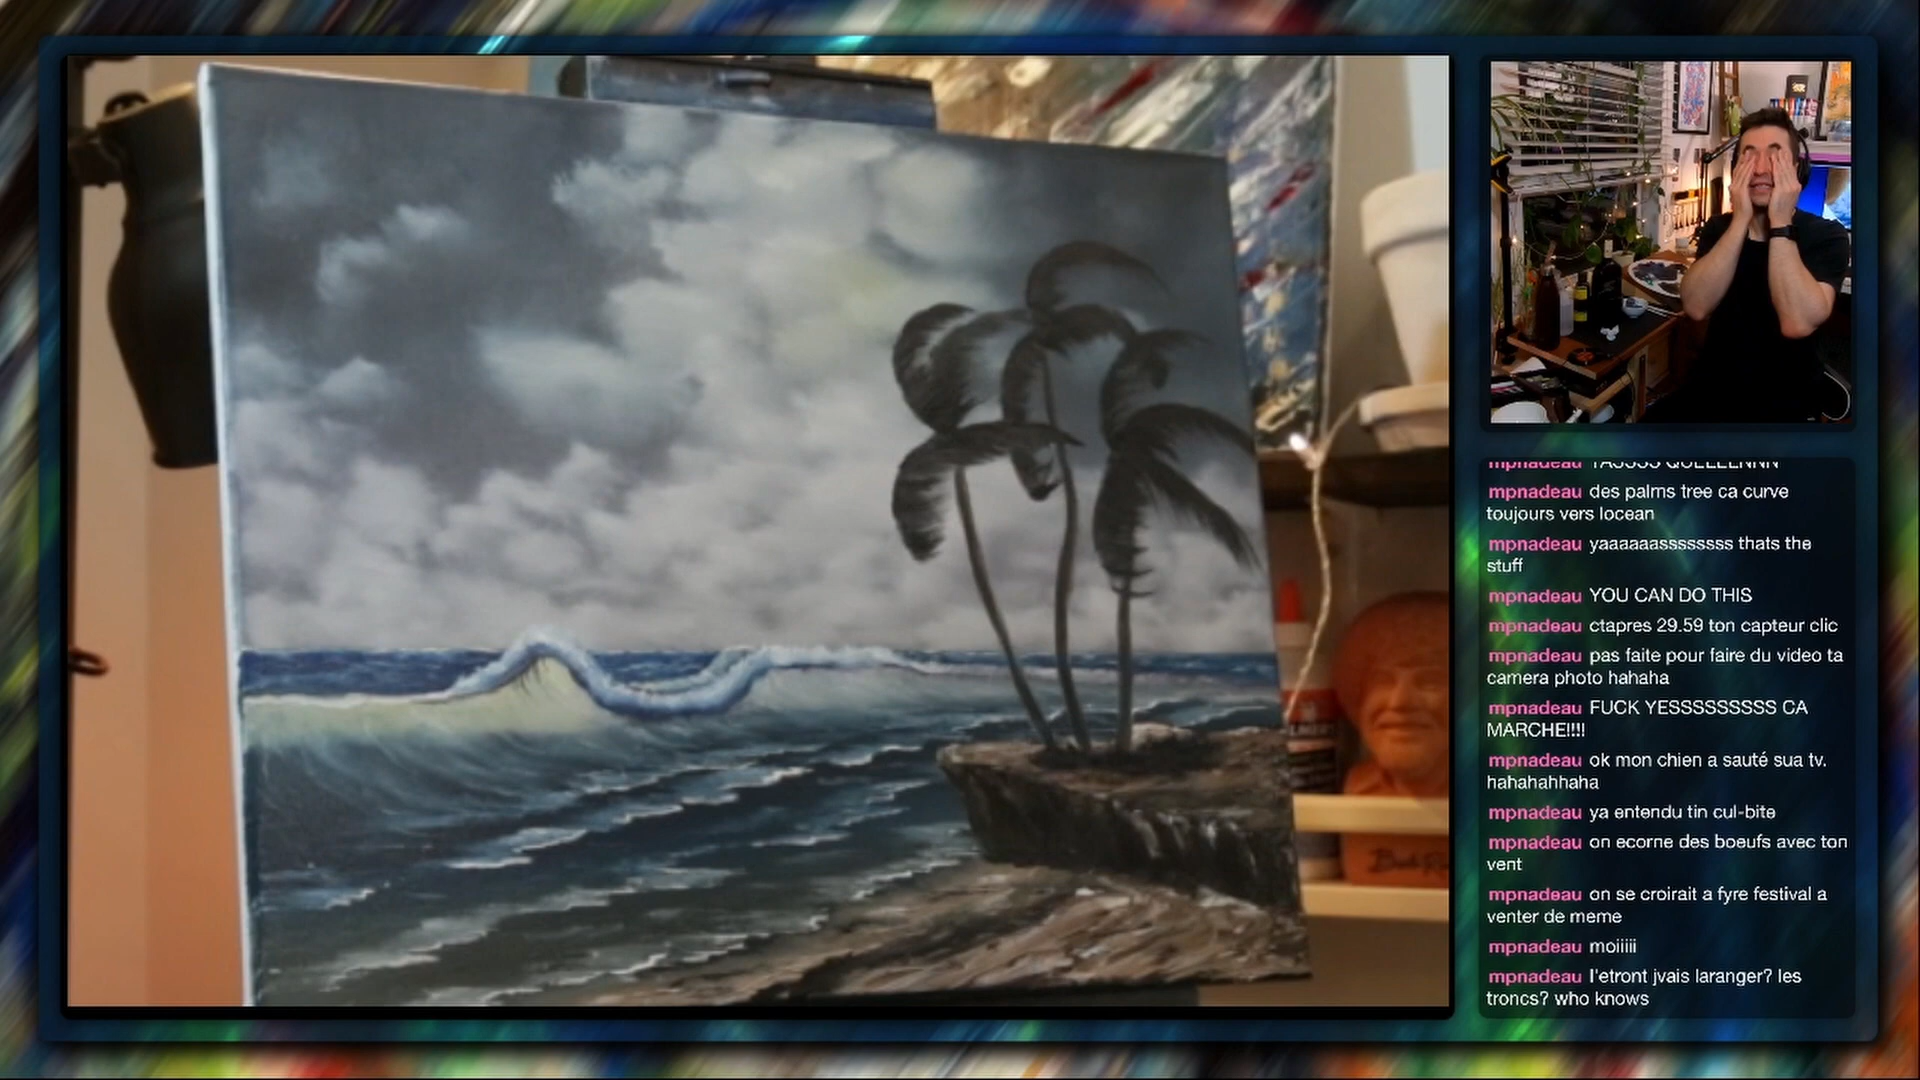 mpnadeau
mpnadeau des palms tree ca curve
toujours vers locean
mpnadeau yaaaaaassssssss thats the
stuff
mpnadeau YOU CAN DO THIS
mpnadeau ctapres 29.59 ton capteur clic
mpnadeau pas faite pour faire du video ta
camera photo hahaha
mpnadeau FUCK YESSSSSSSSS CA
MARCHE!!!!
mpnadeau ok mon chien a sauté sua tv.
hahahahhaha
mpnadeau ya entendu tin cul-bite
mpnadeau on ecorne des boeufs avec ton
vent
mpnadeau on se croirait a fyre festival a
venter de meme
mpnadeau moiiiii
mpnadeau l'etront jvais laranger? les
troncs? who knows